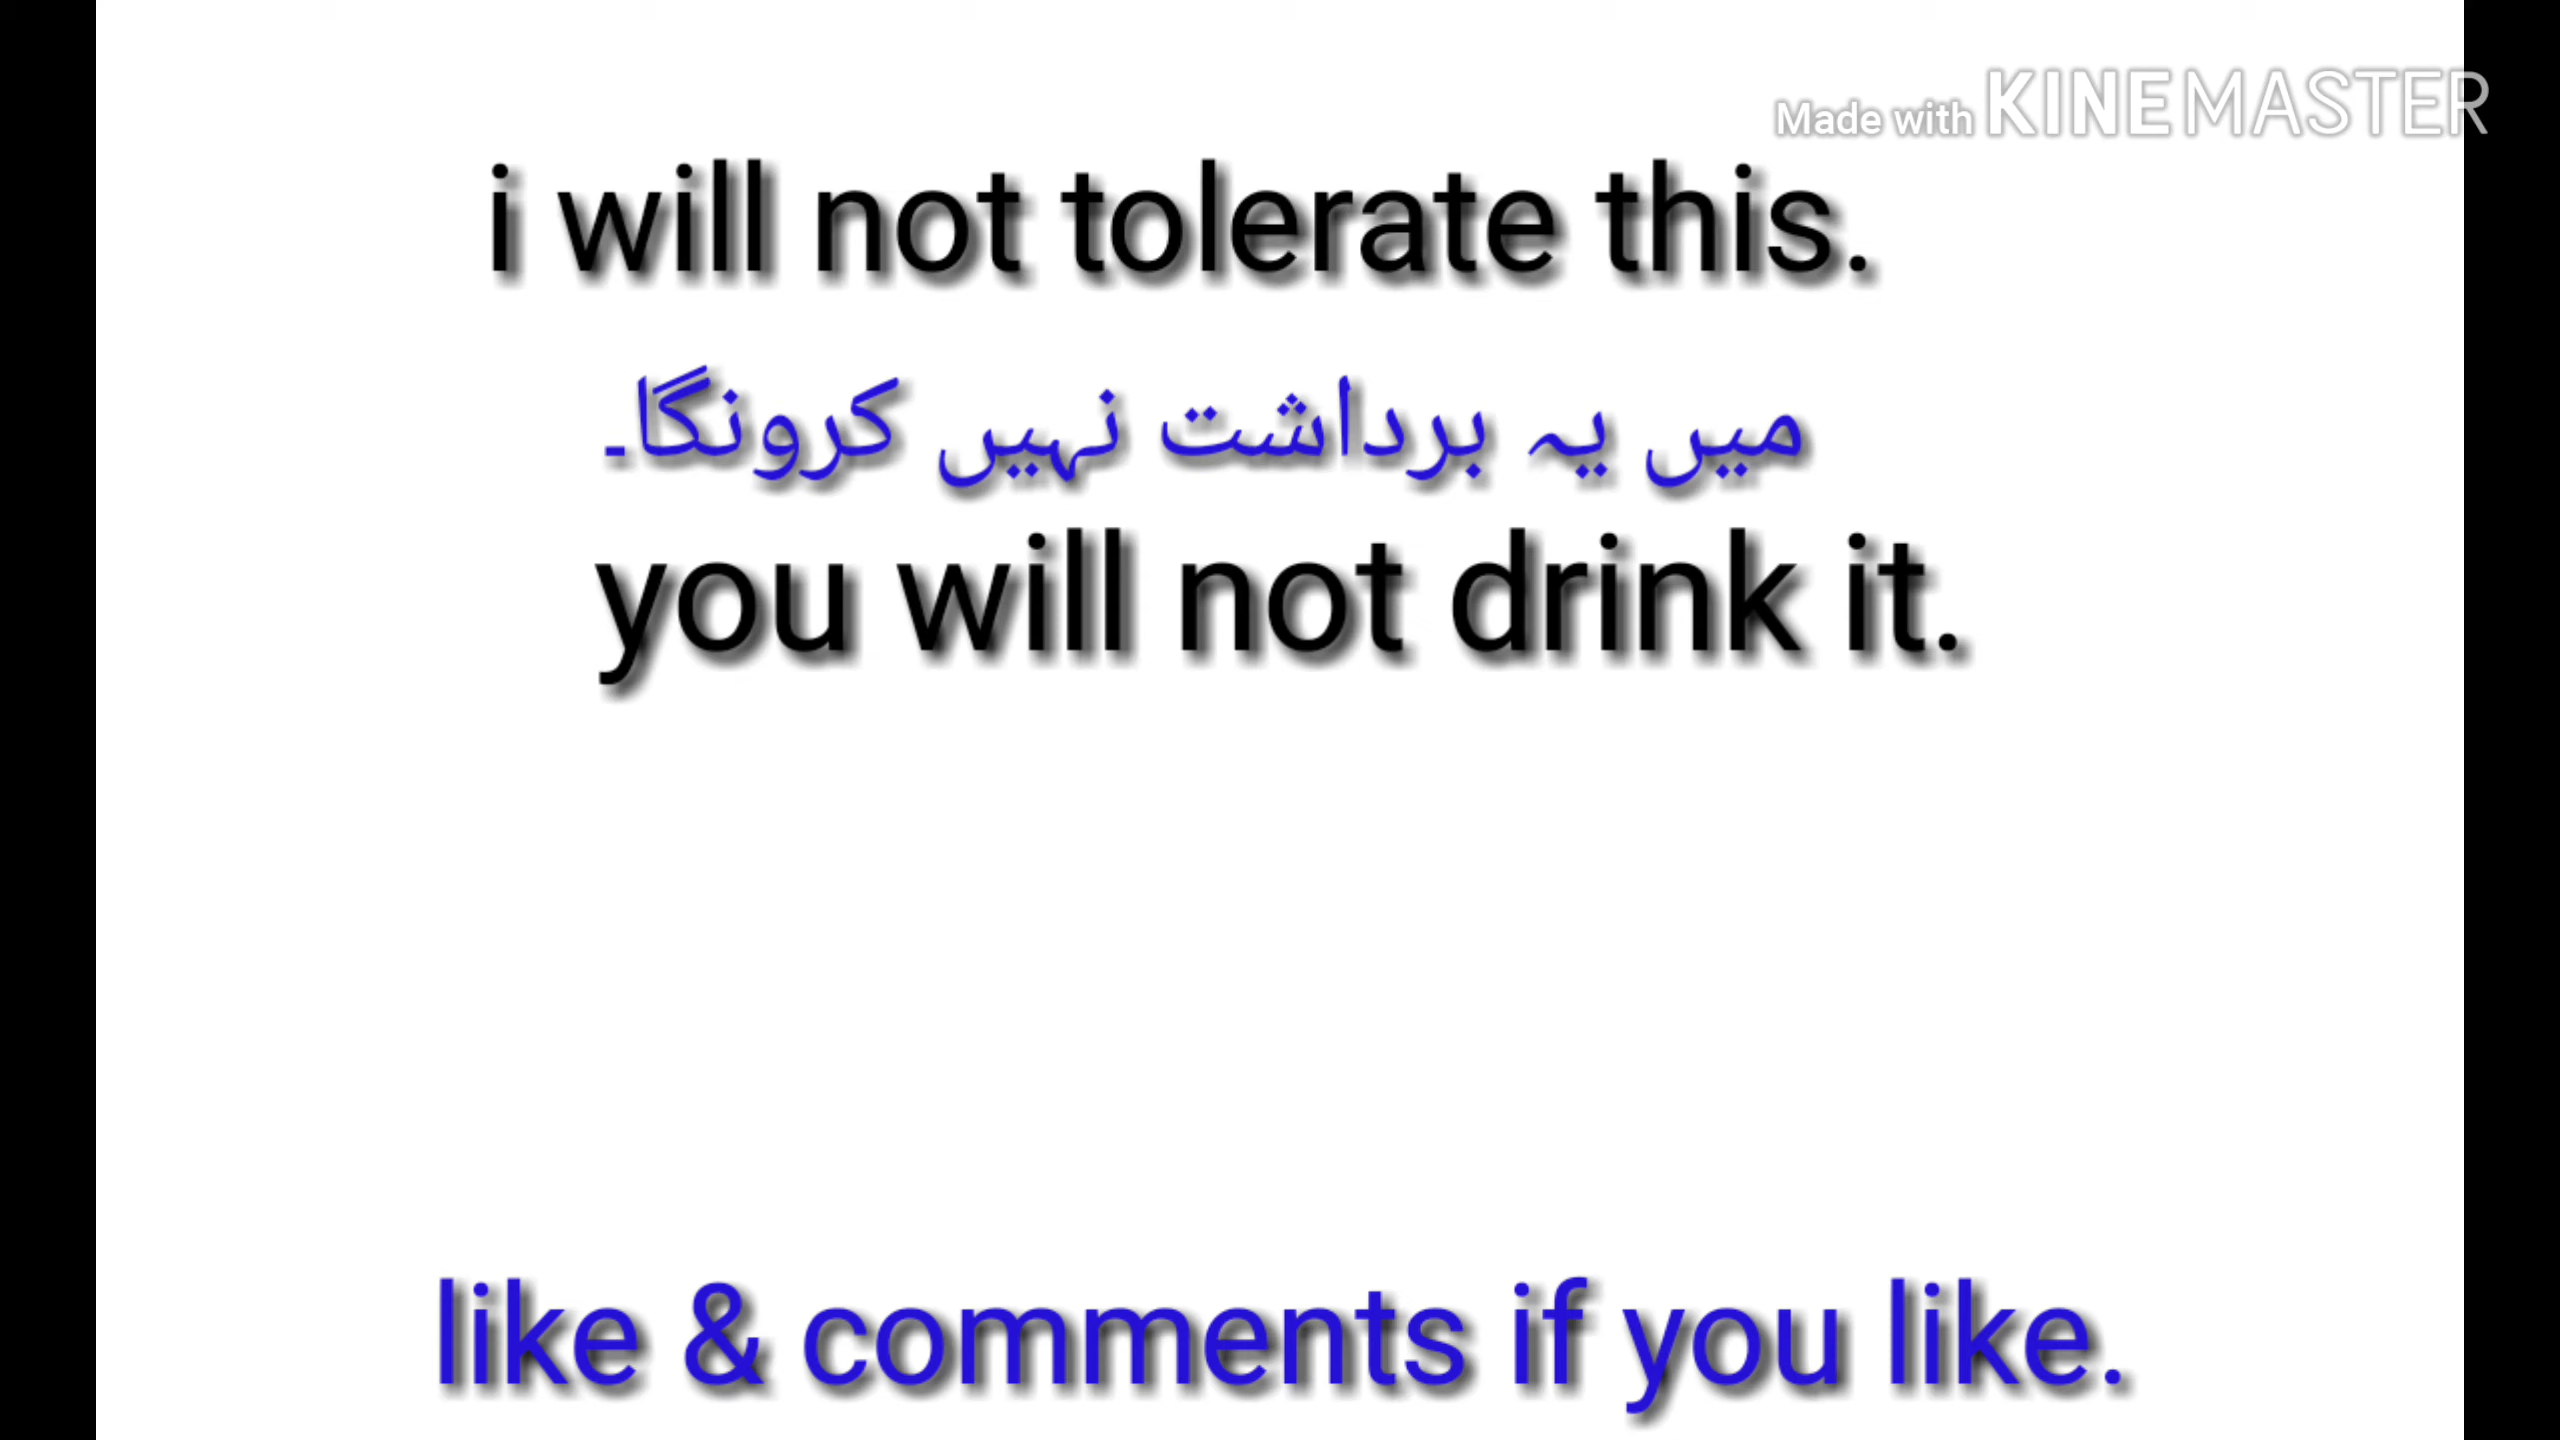 Made with KINEMASTER
i will not tolerate this.
میں یہ برداشت نہیں کرونگا۔
you will not drink it.
like & comments if you like.